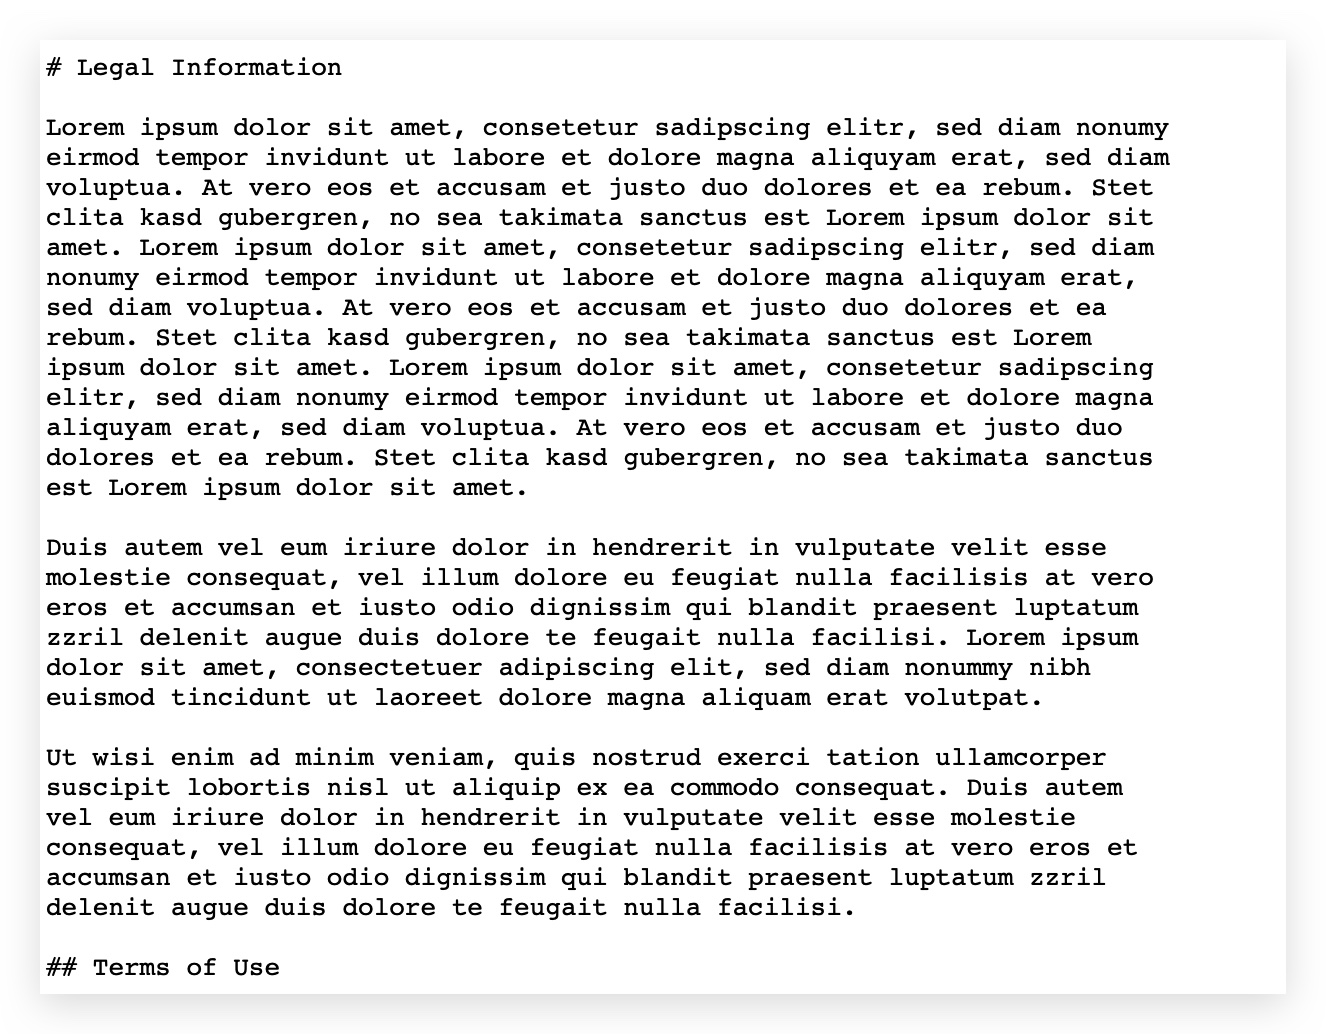 # Legal Information
Lorem ipsum dolor sit amet, consetetur sadipscing elitr, sed diam nonumy
eirmod tempor invidunt ut labore et dolore magna aliquyam erat, sed diam
voluptua. At vero eos et accusam et justo duo dolores et ea rebum. Stet
clita kasd gubergren, no sea takimata sanctus est Lorem ipsum dolor sit
amet. Lorem ipsum dolor sit amet, consetetur sadipscing elitr, sed diam
nonumy eirmod tempor invidunt ut labore et dolore magna aliquyam erat,
sed diam voluptua. At vero eos et accusam et justo duo dolores et ea
rebum. Stet clita kasd gubergren, no sea takimata sanctus est Lorem
ipsum dolor sit amet. Lorem ipsum dolor sit amet, consetetur sadipscing
elitr, sed diam nonumy eirmod tempor invidunt ut labore et dolore magna
aliquyam erat, sed diam voluptua. At vero eos et accusam et justo duo
dolores et ea rebum. Stet clita kasd gubergren, no sea takimata sanctus
est Lorem ipsum dolor sit amet.
Duis autem vel eum iriure dolor in hendrerit in vulputate velit esse
molestie consequat, vel illum dolore eu feugiat nulla facilisis at vero
eros et accumsan et iusto odio dignissim qui blandit praesent luptatum
zzril delenit augue duis dolore te feugait nulla facilisi. Lorem ipsum
dolor sit amet, consectetuer adipiscing elit, sed diam nonummy nibh
euismod tincidunt ut laoreet dolore magna aliquam erat volutpat.
Ut wisi enim ad minim veniam, quis nostrud exerci tation ullamcorper
suscipit lobortis nisl ut aliquip ex ea commodo consequat. Duis autem
vel eum iriure dolor in hendrerit in vulputate velit esse molestie
consequat, vel illum dolore eu feugiat nulla facilisis at vero eros et
accumsan et iusto odio dignissim qui blandit praesent luptatum zzril
delenit augue duis dolore te feugait nulla facilisi.
## Terms of Use